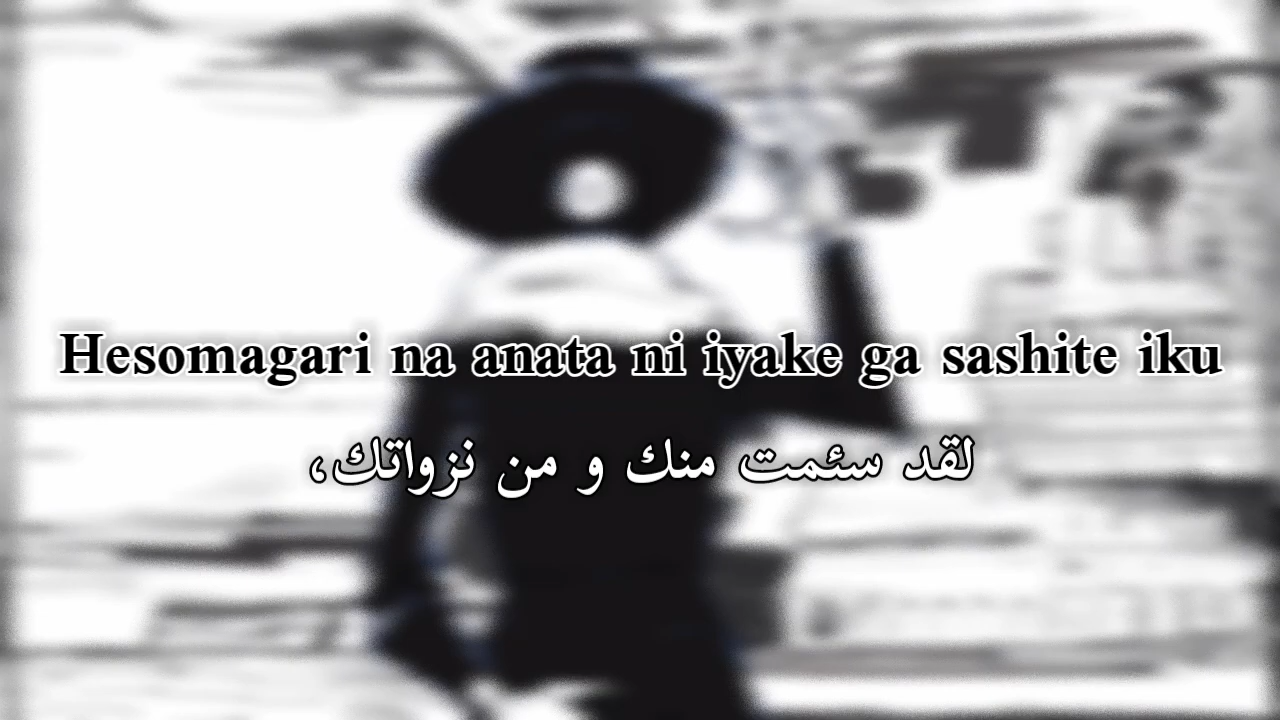 Hesomagari na anata ni iyake ga sashite iku
لقد سئمت منك و من نزواتك،